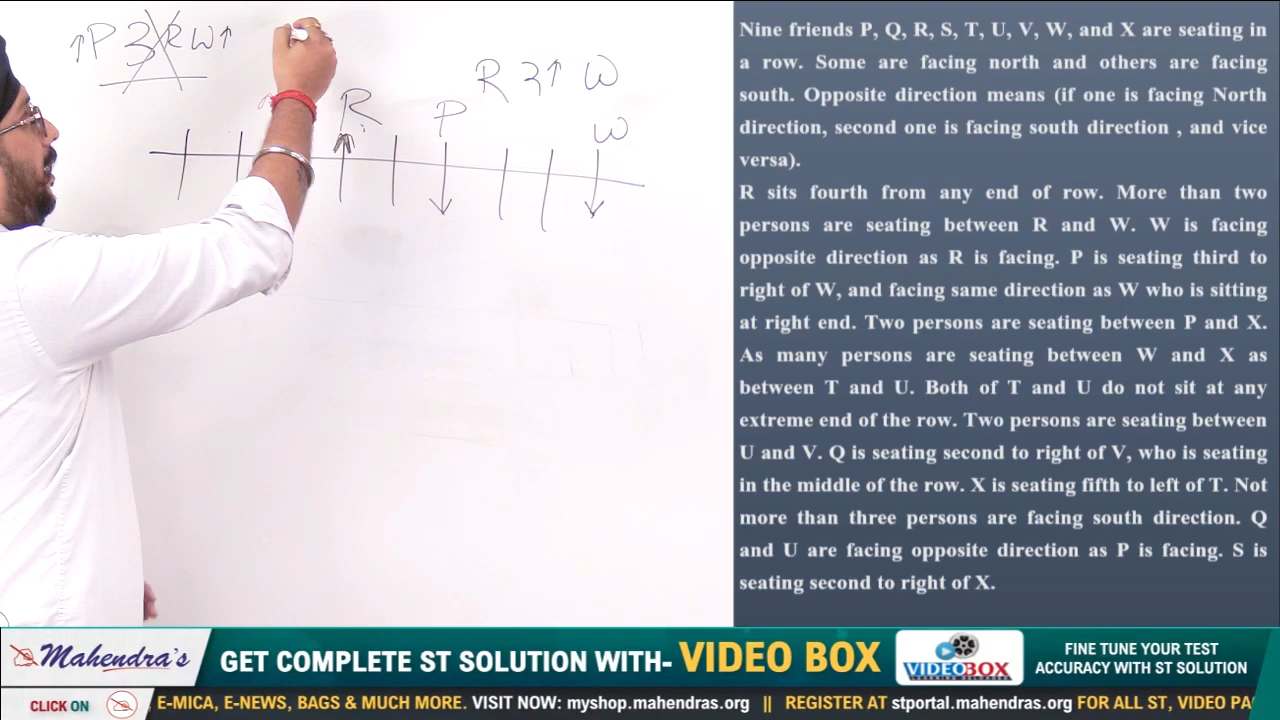 ↑P 3 R W↑
R 3↑ W
R
P
W
Nine friends P, Q, R, S, T, U, V, W, and X are seating in
a row. Some are facing north and others are facing
south. Opposite direction means (if one is facing North
direction, second one is facing south direction , and vice
versa).
R sits fourth from any end of row. More than two
persons are seating between R and W. W is facing
opposite direction as R is facing. P is seating third to
right of W, and facing same direction as W who is sitting
at right end. Two persons are seating between P and X.
As many persons are seating between W and X as
between T and U. Both of T and U do not sit at any
extreme end of the row. Two persons are seating between
U and V. Q is seating second to right of V, who is seating
in the middle of the row. X is seating fifth to left of T. Not
more than three persons are facing south direction. Q
and U are facing opposite direction as P is facing. S is
seating second to right of X.
Mahendra's
GET COMPLETE ST SOLUTION WITH- VIDEO BOX
VIDEOBOX
LEARNING RELOADED
FINE TUNE YOUR TEST
ACCURACY WITH ST SOLUTION
CLICK ON
E-MICA, E-NEWS, BAGS & MUCH MORE. VISIT NOW: myshop.mahendras.org || REGISTER AT stportal.mahendras.org FOR ALL ST, VIDEO PA